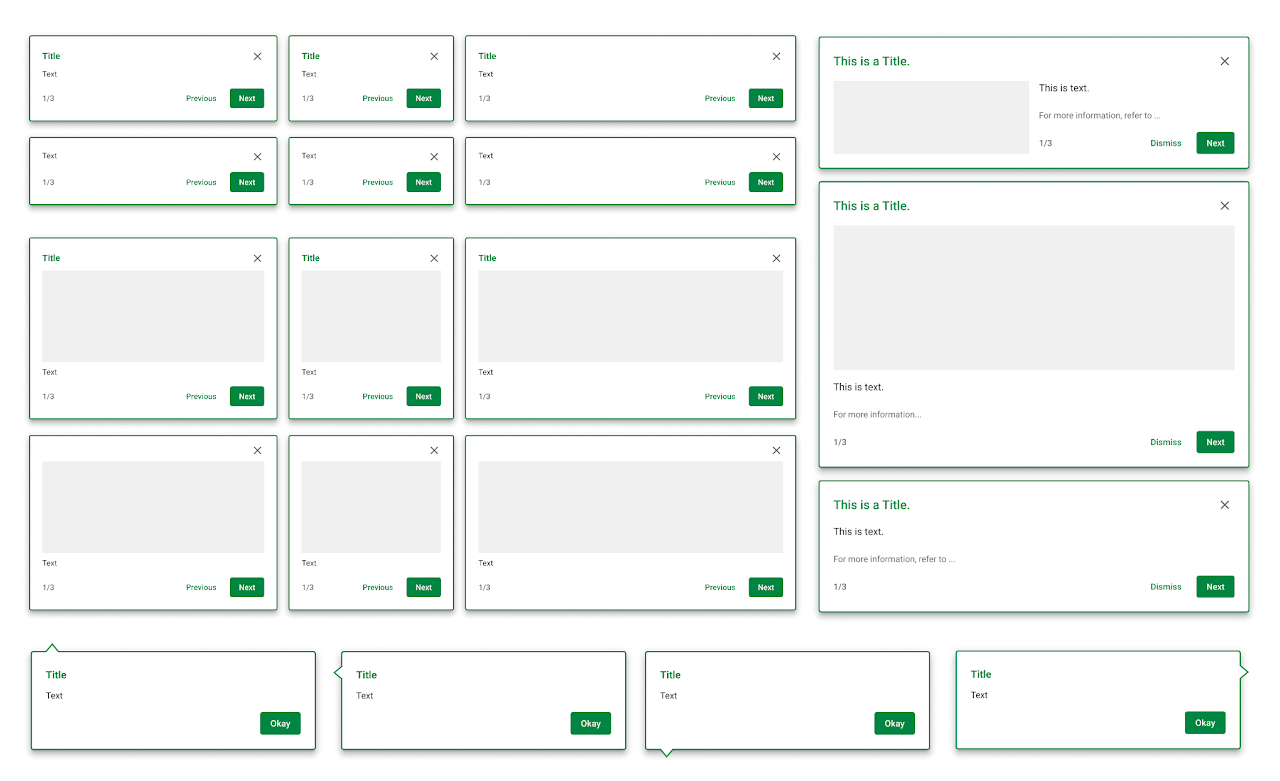 Title
Text
1/3 Previous Next
Title
Text
1/3 Previous Next
Title
Text
1/3 Previous Next
Text
1/3 Previous Next
Text
1/3 Previous Next
Text
1/3 Previous Next
Title
Text
1/3 Previous Next
Title
Text
1/3 Previous Next
Title
Text
1/3 Previous Next
Text
1/3 Previous Next
Text
1/3 Previous Next
Text
1/3 Previous Next
This is a Title.
This is text.
For more information, refer to ...
1/3 Dismiss Next
This is a Title.
This is text.
For more information...
1/3 Dismiss Next
This is a Title.
This is text.
For more information, refer to ...
1/3 Dismiss Next
Title
Text
Okay
Title
Text
Okay
Title
Text
Okay
Title
Text
Okay